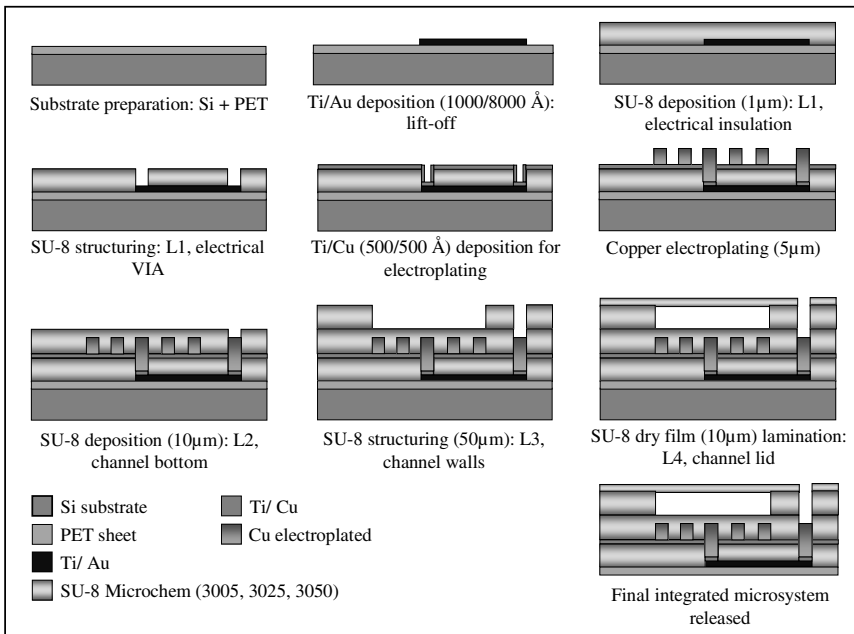 Substrate preparation: Si + PET
Ti/Au deposition (1000/8000 Å):
lift-off
SU-8 deposition (1µm): L1,
electrical insulation
SU-8 structuring: L1, electrical
VIA
Ti/Cu (500/500 Å) deposition for
electroplating
Copper electroplating (5µm)
SU-8 deposition (10µm): L2,
channel bottom
SU-8 structuring (50µm): L3,
channel walls
SU-8 dry film (10µm) lamination:
L4, channel lid
Si substrate
PET sheet
Ti/ Au
SU-8 Microchem (3005, 3025, 3050)
Ti/ Cu
Cu electroplated
Final integrated microsystem
released